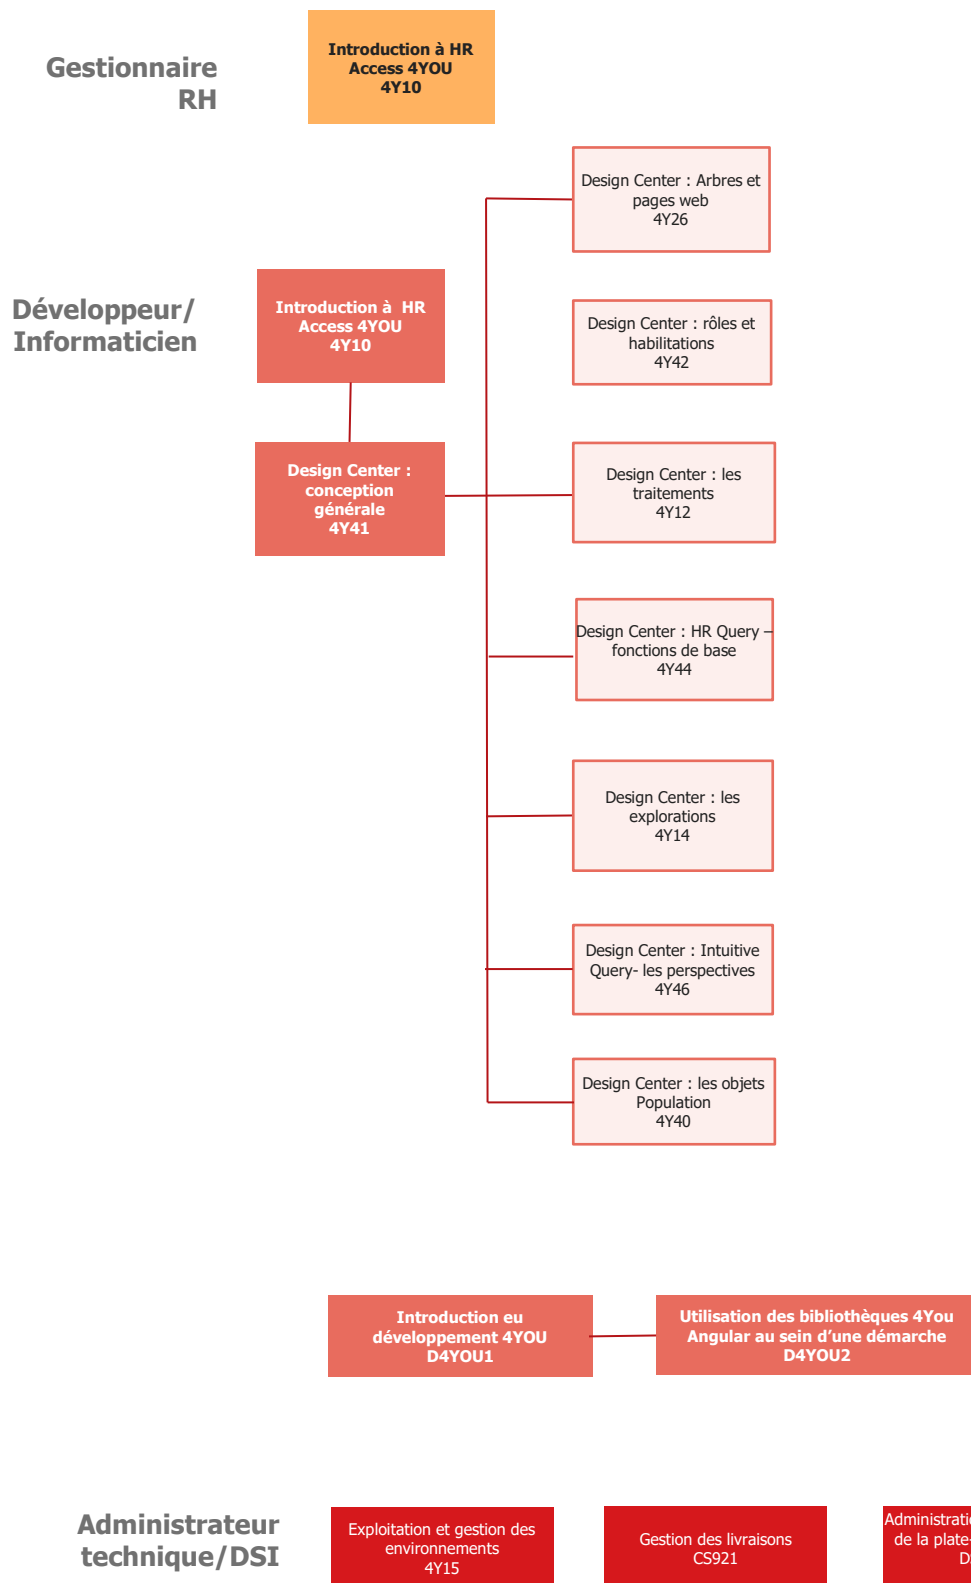 Gestionnaire
RH
Introduction à HR
Access 4YOU
4Y10
Design Center : Arbres et
pages web
4Y26
Développeur/
Informaticien
Introduction à  HR
Access 4YOU
4Y10
Design Center : rôles et
habilitations
4Y42
Design Center :
conception
générale
4Y41
Design Center : les
traitements
4Y12
Design Center : HR Query –
fonctions de base
4Y44
Design Center : les
explorations
4Y14
Design Center : Intuitive
Query- les perspectives
4Y46
Design Center : les objets
Population
4Y40
Introduction eu
développement 4YOU
D4YOU1
Utilisation des bibliothèques 4You
Angular au sein d’une démarche
D4YOU2
Administrateur
technique/DSI
Exploitation et gestion des
environnements
4Y15
Gestion des livraisons
CS921
de la plate-